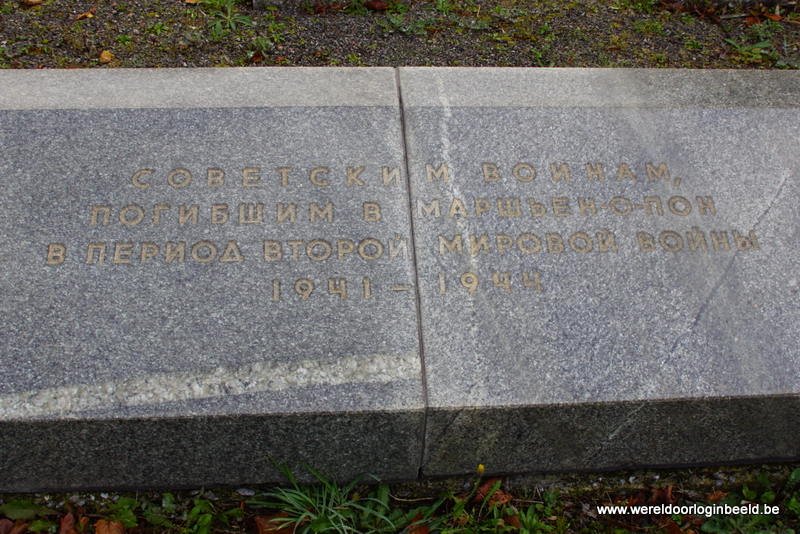 СОВЕТСКИМ ВОИНАМ,
ПОГИБШИМ В МАРШЬЕН-О-ПОН
В ПЕРИОД ВТОРОЙ МИРОВОЙ ВОЙНЫ
1941 – 1944
www.wereldoorloginbeeld.be